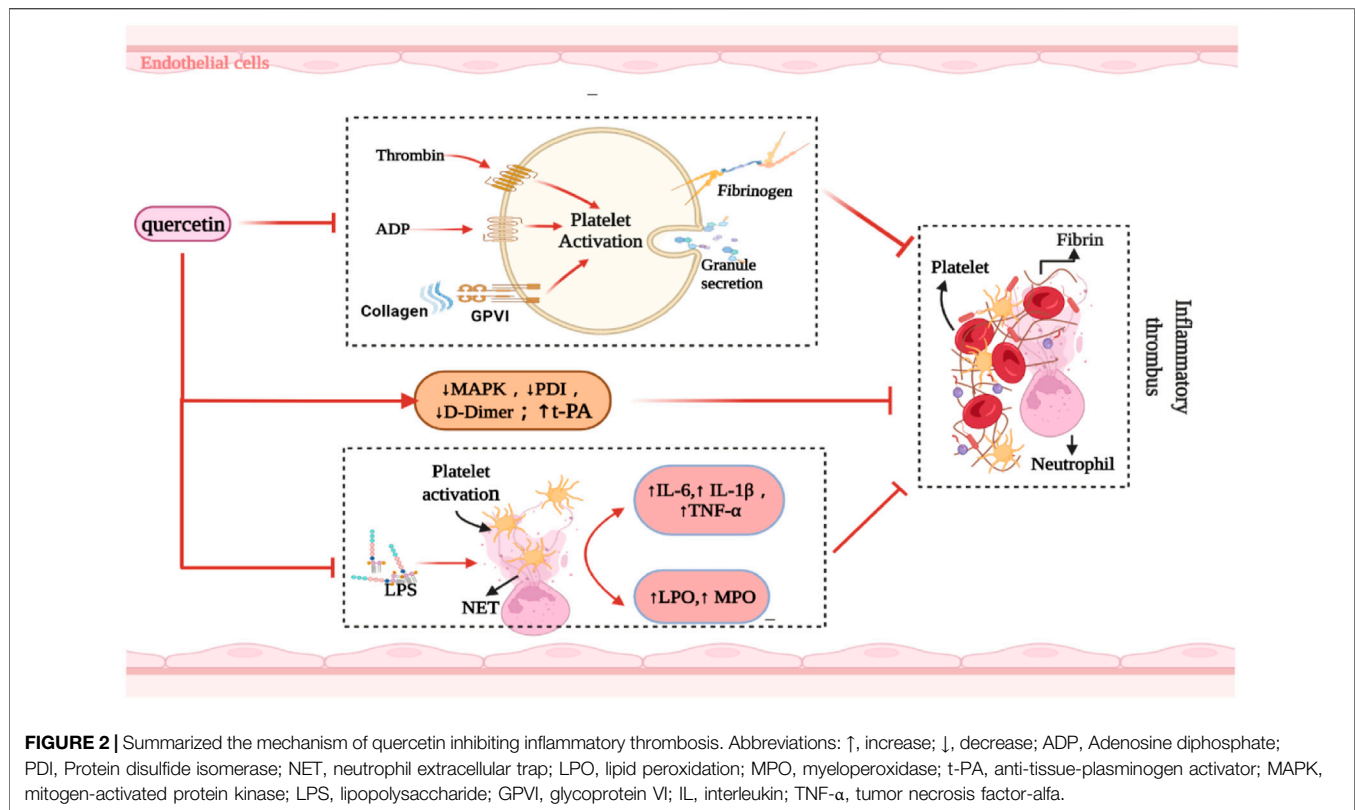 Endothelial cells
quercetin
Thrombin
ADP
Collagen
GPVI
Platelet
Activation
Fibrinogen
Granule
secretion
↓MAPK , ↓PDI ,
↓D-Dimer ; ↑t-PA
Platelet
activation
LPS
NET
↑IL-6,↑ IL-1β ,
↑TNF-α
↑LPO,↑ MPO
Fibrin
Platelet
Neutrophil
Inflammatory
thrombus
FIGURE 2 | Summarized the mechanism of quercetin inhibiting inflammatory thrombosis. Abbreviations: ↑, increase; ↓, decrease; ADP, Adenosine diphosphate;
PDI, Protein disulfide isomerase; NET, neutrophil extracellular trap; LPO, lipid peroxidation; MPO, myeloperoxidase; t-PA, anti-tissue-plasminogen activator; MAPK,
mitogen-activated protein kinase; LPS, lipopolysaccharide; GPVI, glycoprotein VI; IL, interleukin; TNF-α, tumor necrosis factor-alfa.